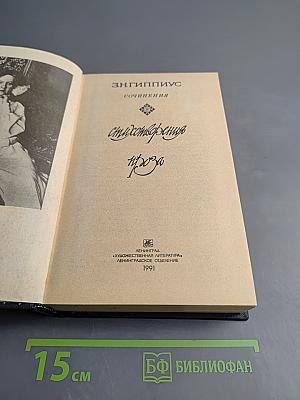 З.Н.ГИППИУС
СОЧИНЕНИЯ
стихотворения
проза
ЛЕНИНГРАД
«ХУДОЖЕСТВЕННАЯ ЛИТЕРАТУРА»
ЛЕНИНГРАДСКОЕ ОТДЕЛЕНИЕ
1991
15 см
БФ БИБЛИОФАН